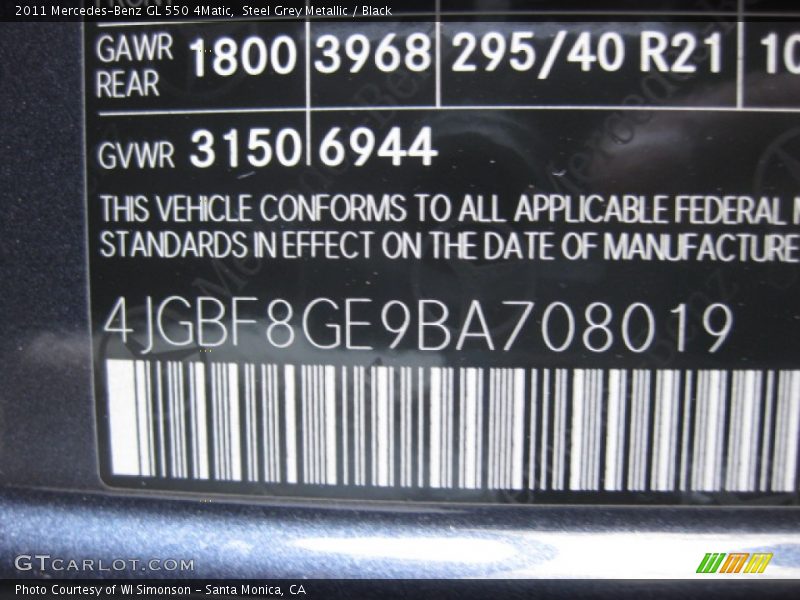 2011 Mercedes-Benz GL 550 4Matic, Steel Grey Metallic / Black
GAWR REAR 1800 3968 295/40 R21 10
GVWR 3150 6944
THIS VEHICLE CONFORMS TO ALL APPLICABLE FEDERAL
STANDARDS IN EFFECT ON THE DATE OF MANUFACTURE
4JGBF8GE9BA708019
GTCARLOT.COM
Photo Courtesy of WI Simonson - Santa Monica, CA